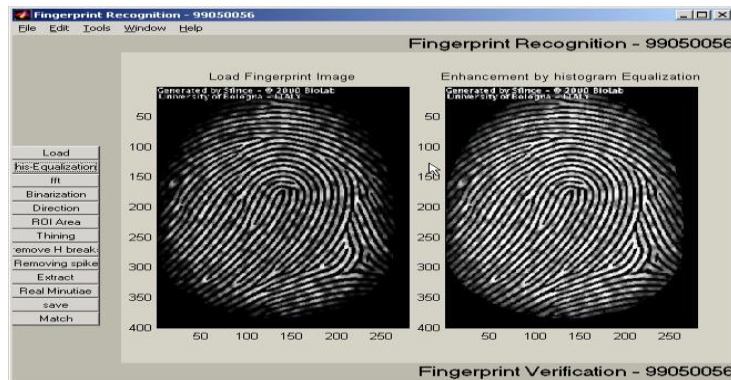 Fingerprint Recognition - 99050056
File Edit Tools Window Help
Fingerprint Recognition - 99050056
Load
his-Equalization
fft
Binarization
Direction
ROI Area
Thining
remove H break
Removing spike
Extract
Real Minutiae
save
Match
Load Fingerprint Image
Generated by Sfince - © 2000 BioLab
University of Bologna - ITALY
50
100
150
200
250
300
350
400
50 100 150 200 250
Enhancement by histogram Equalization
Generated by Sfince - © 2000 BioLab
University of Bologna - ITALY
50
100
150
200
250
300
350
400
50 100 150 200 250
Fingerprint Verification - 99050056